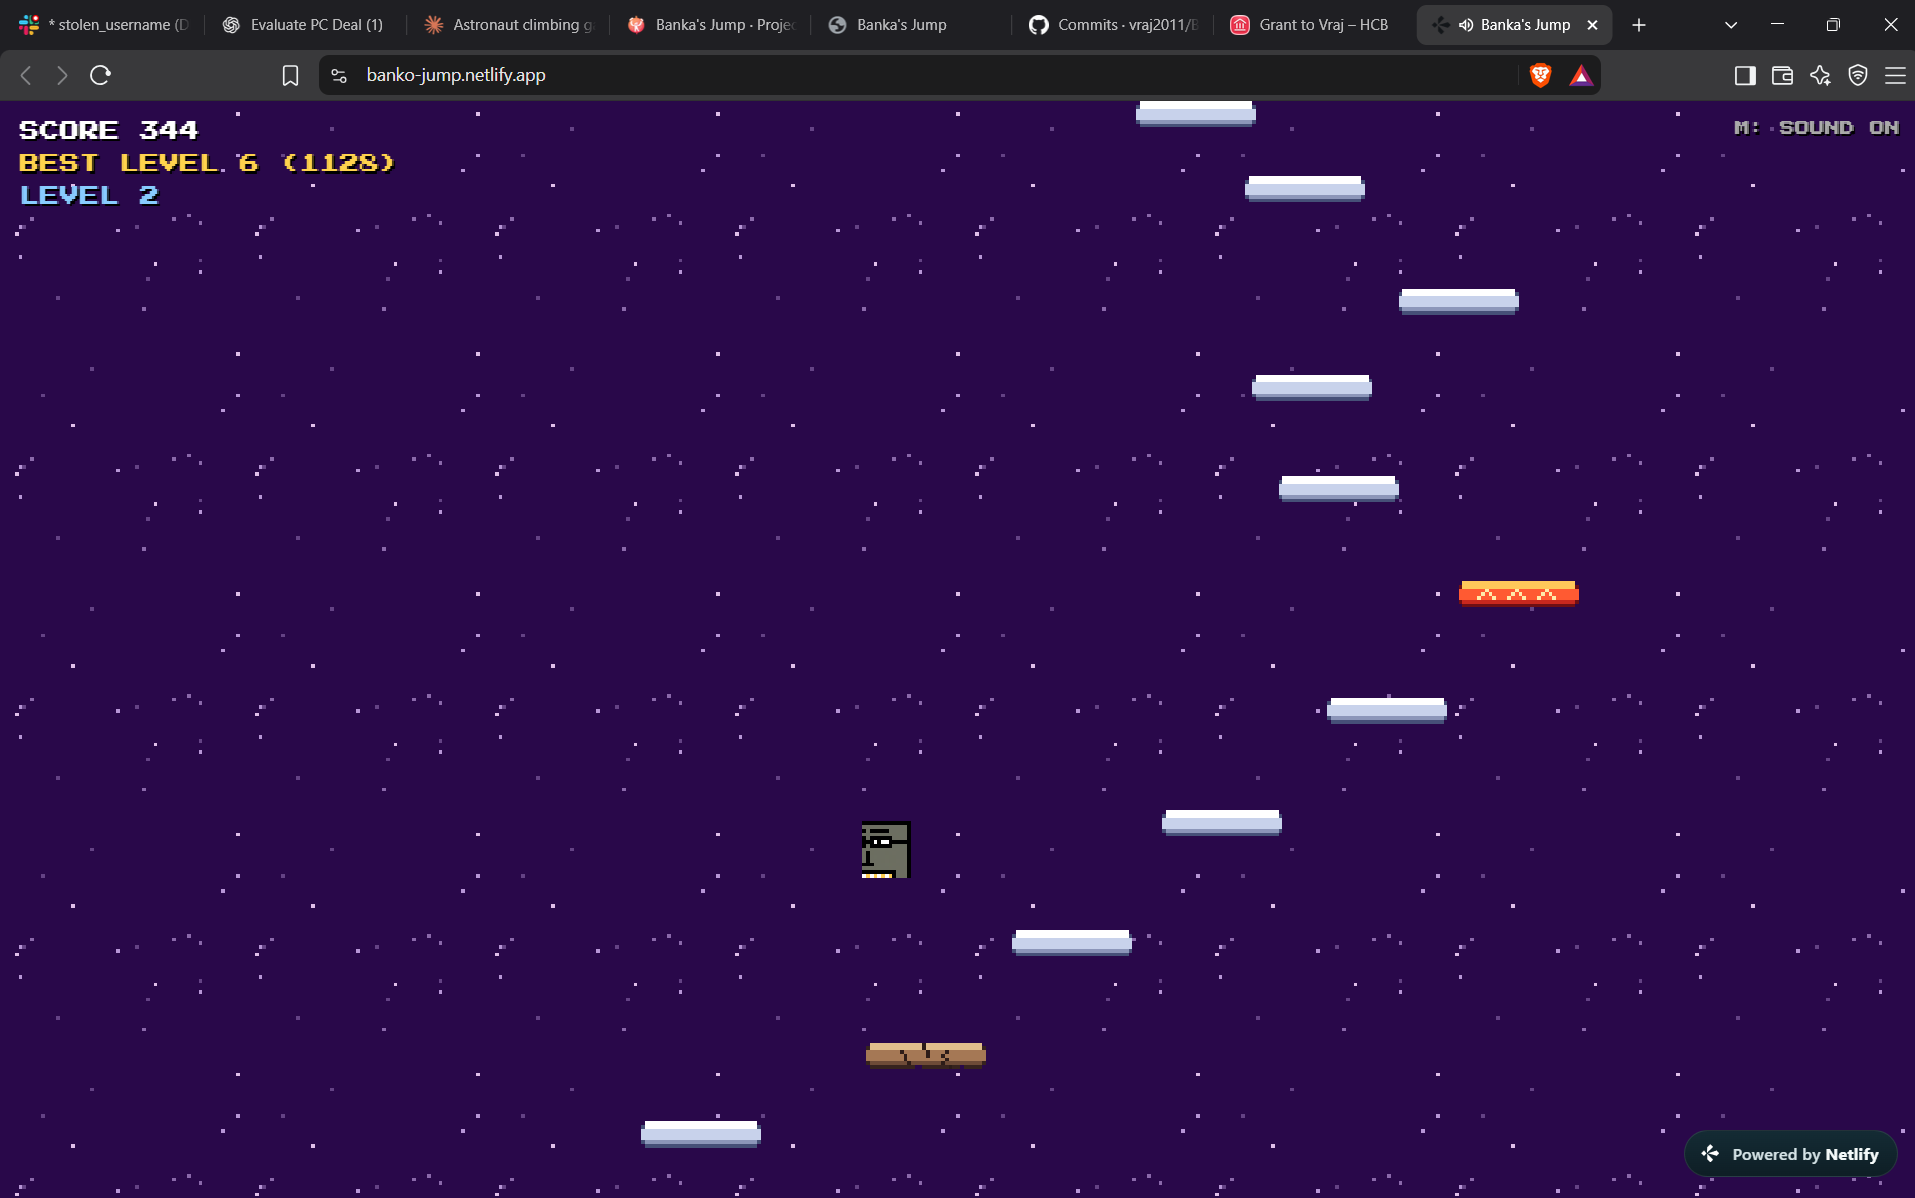 * stolen_username (D
Evaluate PC Deal (1)
Astronaut climbing g
Banka's Jump · Projec
Banka's Jump
Commits · vraj2011/B
Grant to Vraj – HCB
Banka's Jump
banko-jump.netlify.app
SCORE 344
M: SOUND ON
BEST LEVEL 6 (1128)
LEVEL 2
Powered by Netlify